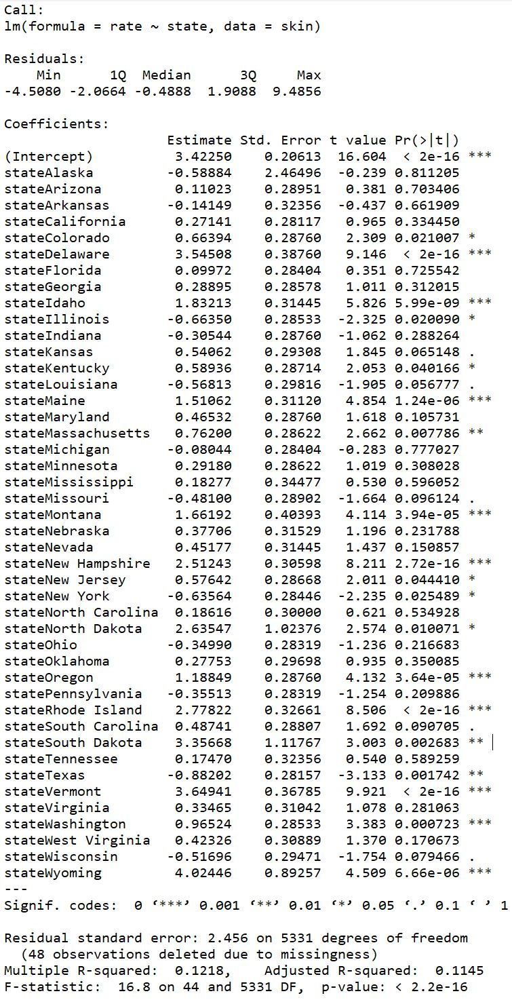 Call:
lm(formula = rate ~ state, data = skin)
Residuals:
Min 1Q Median 3Q Max
-4.5080 -2.0664 -0.4888 1.9088 9.4856
Coefficients:
Estimate Std. Error t value Pr(>|t|)
(Intercept) 3.42250 0.20613 16.604 < 2e-16 ***
stateAlaska -0.58884 2.46496 -0.239 0.811205
stateArizona 0.11023 0.28951 0.381 0.703406
stateArkansas -0.14149 0.32356 -0.437 0.661909
stateCalifornia 0.27141 0.28117 0.965 0.334450
stateColorado 0.66394 0.28760 2.309 0.021007 *
stateDelaware 3.54508 0.38760 9.146 < 2e-16 ***
stateFlorida 0.09972 0.28404 0.351 0.725542
stateGeorgia 0.28895 0.28578 1.011 0.312015
stateIdaho 1.83213 0.31445 5.826 5.99e-09 ***
stateIllinois -0.66350 0.28533 -2.325 0.020090 *
stateIndiana -0.30544 0.28760 -1.062 0.288264
stateKansas 0.54062 0.29308 1.845 0.065148 .
stateKentucky 0.58936 0.28714 2.053 0.040166 *
stateLouisiana -0.56813 0.29816 -1.905 0.056777 .
stateMaine 1.51062 0.31120 4.854 1.24e-06 ***
stateMaryland 0.46532 0.28760 1.618 0.105731
stateMassachusetts 0.76200 0.28622 2.662 0.007786 **
stateMichigan -0.08044 0.28404 -0.283 0.777027
stateMinnesota 0.29180 0.28622 1.019 0.308028
stateMississippi 0.18277 0.34477 0.530 0.596052
stateMissouri -0.48100 0.28902 -1.664 0.096124 .
stateMontana 1.66192 0.40393 4.114 3.94e-05 ***
stateNebraska 0.37706 0.31529 1.196 0.231788
stateNevada 0.45177 0.31445 1.437 0.150857
stateNew Hampshire 2.51243 0.30598 8.211 2.72e-16 ***
stateNew Jersey 0.57642 0.28668 2.011 0.044410 *
stateNew York -0.63564 0.28446 -2.235 0.025489 *
stateNorth Carolina 0.18616 0.30000 0.621 0.534928
stateNorth Dakota 2.63547 1.02376 2.574 0.010071 *
stateOhio -0.34990 0.28319 -1.236 0.216683
stateOklahoma 0.27753 0.29698 0.935 0.350085
stateOregon 1.18849 0.28760 4.132 3.64e-05 ***
statePennsylvania -0.35513 0.28319 -1.254 0.209886
stateRhode Island 2.77822 0.32661 8.506 < 2e-16 ***
stateSouth Carolina 0.48741 0.28807 1.692 0.090705 .
stateSouth Dakota 3.35668 1.11767 3.003 0.002683 **
stateTennessee 0.17470 0.32356 0.540 0.589259
stateTexas -0.88202 0.28157 -3.133 0.001742 **
stateVermont 3.64941 0.36785 9.921 < 2e-16 ***
stateVirginia 0.33465 0.31042 1.078 0.281063
stateWashington 0.96524 0.28533 3.383 0.000723 ***
stateWest Virginia 0.42326 0.30889 1.370 0.170673
stateWisconsin -0.51696 0.29471 -1.754 0.079466 .
stateWyoming 4.02446 0.89257 4.509 6.66e-06 ***
---
Signif. codes: 0 ‘***’ 0.001 ‘**’ 0.01 ‘*’ 0.05 ‘.’ 0.1 ‘ ’ 1
Residual standard error: 2.456 on 5331 degrees of freedom
(48 observations deleted due to missingness)
Multiple R-squared: 0.1218, Adjusted R-squared: 0.1145
F-statistic: 16.8 on 44 and 5331 DF, p-value: < 2.2e-16